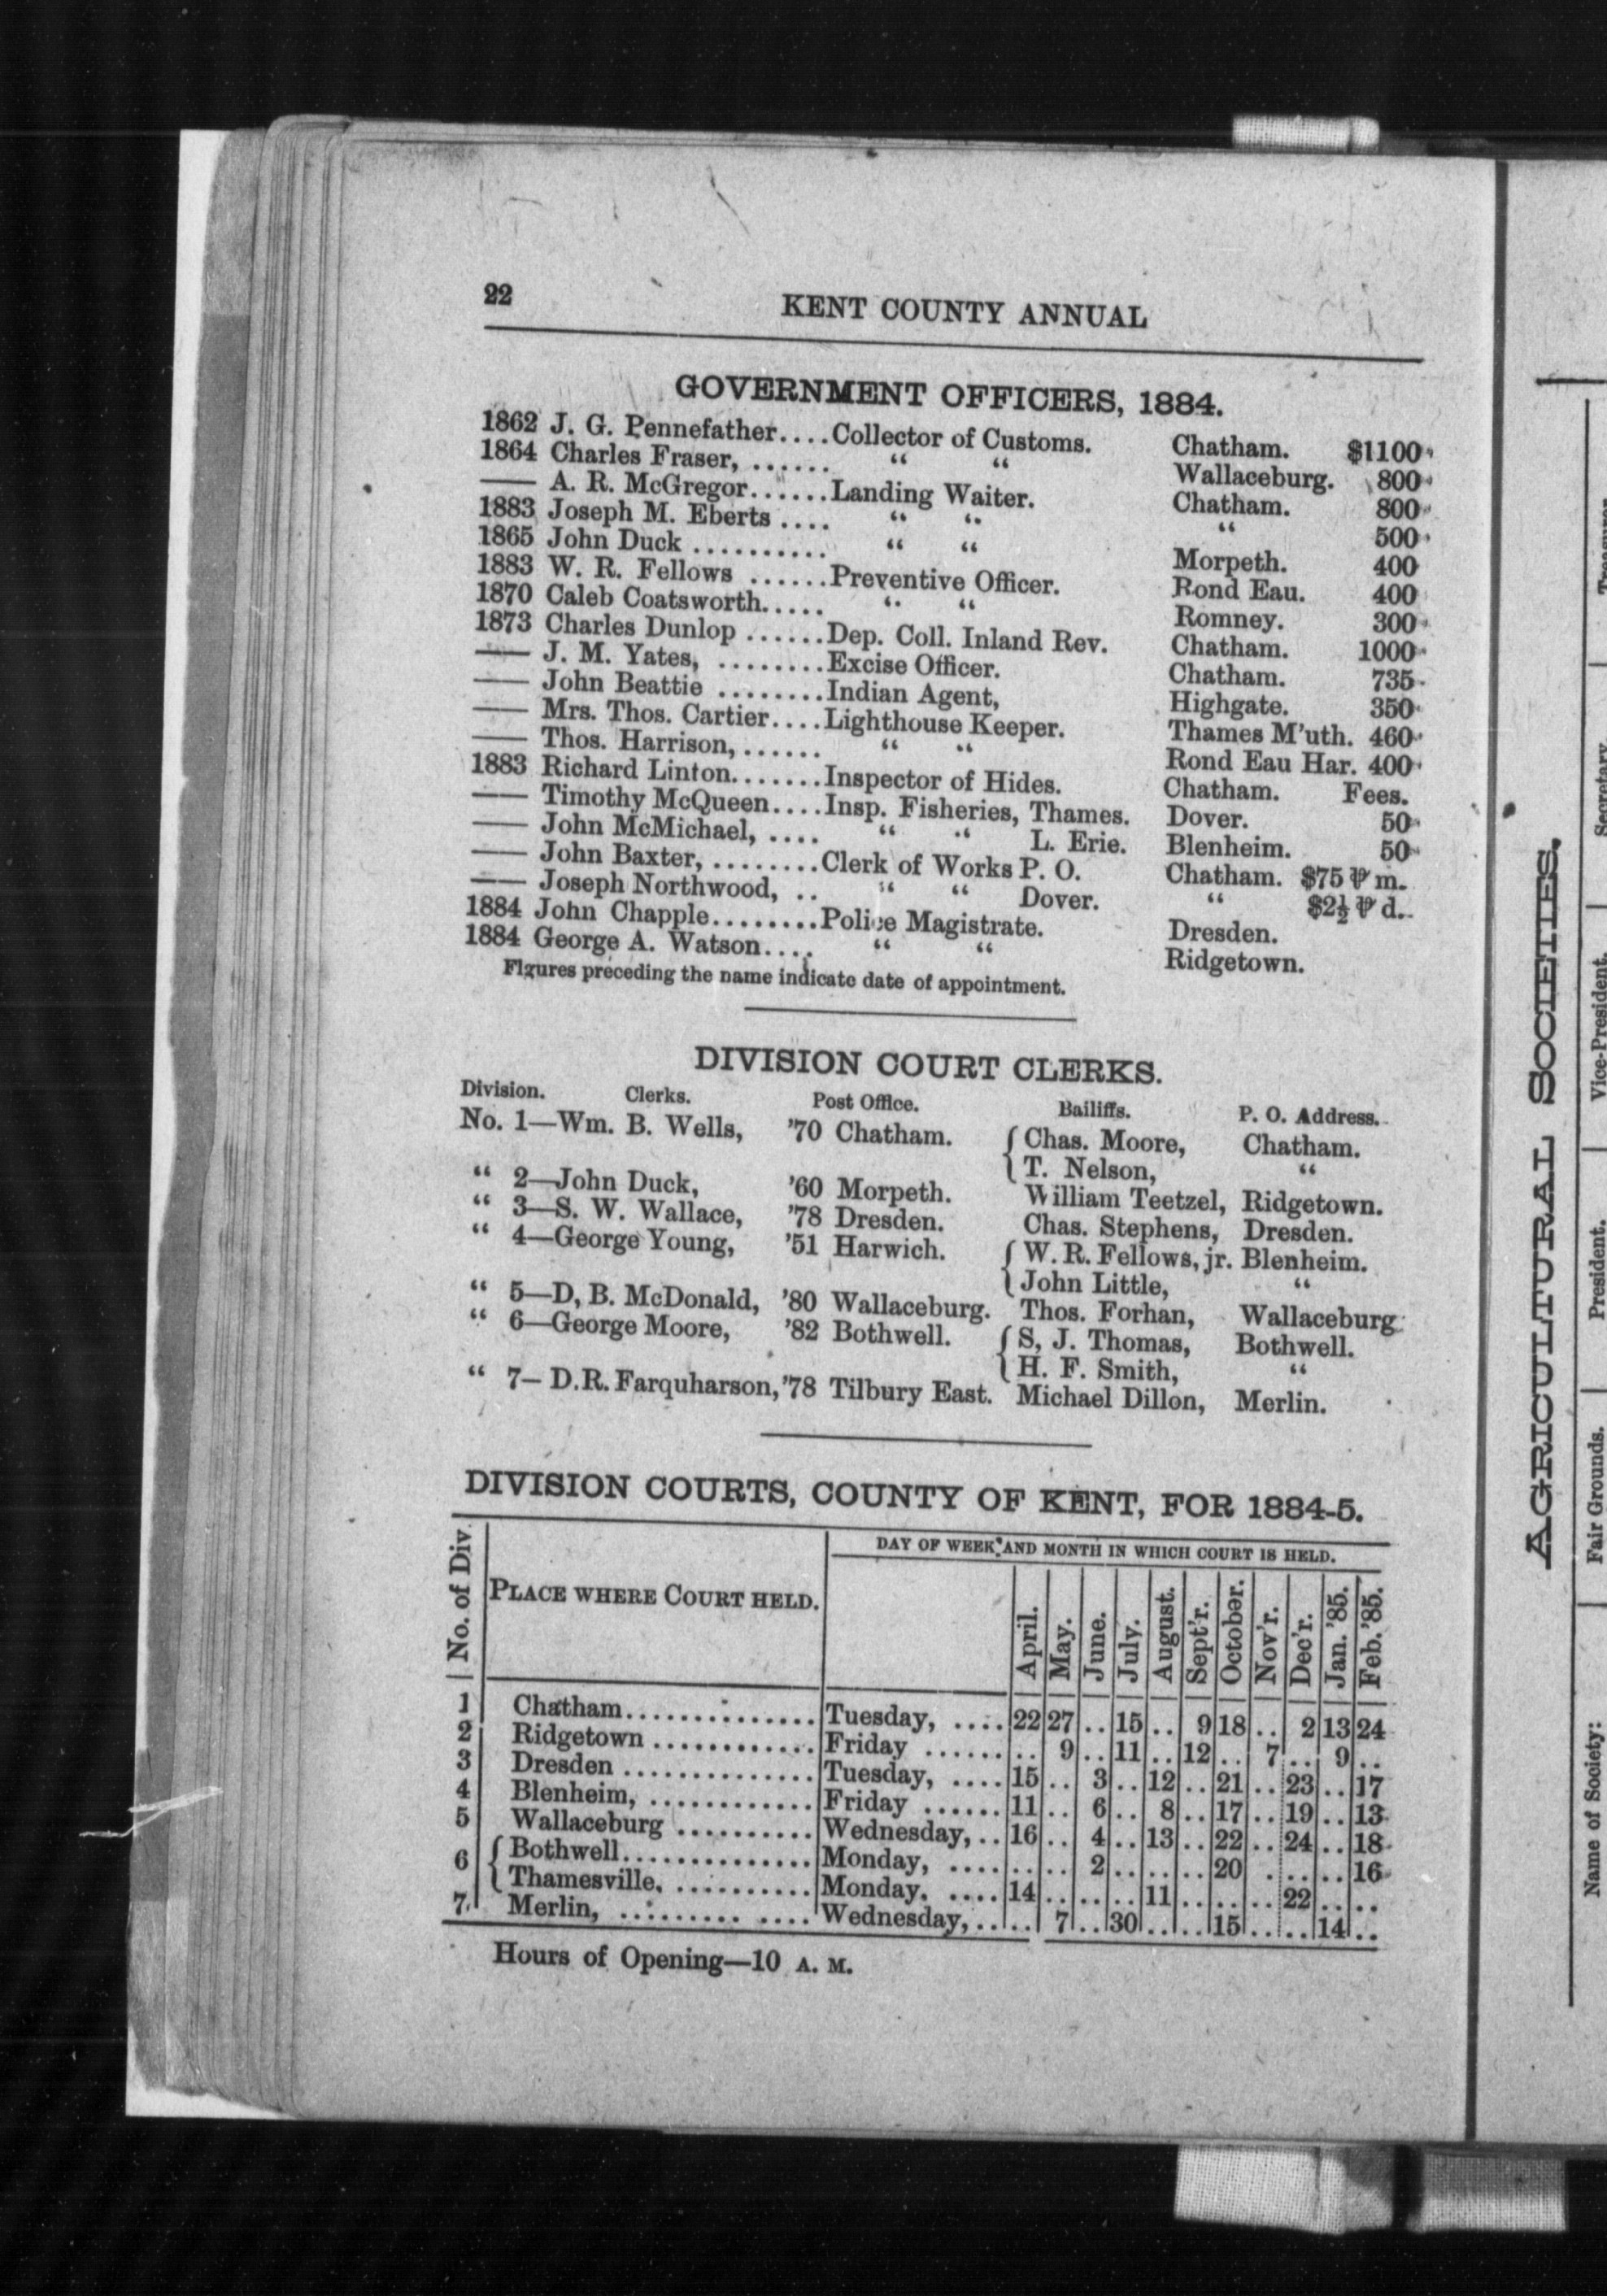 22
KENT COUNTY ANNUAL
GOVERNMENT OFFICERS, 1884.
1862 J. G. Pennefather....Collector of Customs. Chatham. $1100
1864 Charles Fraser, ...... “ “ Wallaceburg. 800
—— A. R. McGregor......Landing Waiter. Chatham. 800
1883 Joseph M. Eberts .... “ “ “ 500
1865 John Duck .......... “ “ Morpeth. 400
1883 W. R. Fellows ......Preventive Officer. Rond Eau. 400
1870 Caleb Coatsworth..... “ “ Romney. 300
1873 Charles Dunlop ......Dep. Coll. Inland Rev. Chatham. 1000
—— J. M. Yates, ........Excise Officer. Chatham. 735
—— John Beattie ........Indian Agent, Highgate. 350
—— Mrs. Thos. Cartier....Lighthouse Keeper. Thames M'uth. 460
—— Thos. Harrison, ...... “ “ Rond Eau Har. 400
1883 Richard Linton.......Inspector of Hides. Chatham. Fees.
—— Timothy McQueen....Insp. Fisheries, Thames. Dover. 50
—— John McMichael, .... “ “ L. Erie. Blenheim. 50
—— John Baxter, ........Clerk of Works P. O. Chatham. $75 ⅌ m.
—— Joseph Northwood, .. “ “ Dover. “ $2½ ⅌ d.
1884 John Chapple........Police Magistrate. Dresden.
1884 George A. Watson.... “ “ Ridgetown.
Figures preceding the name indicate date of appointment.
DIVISION COURT CLERKS.
Division. Clerks. Post Office. Bailiffs. P. O. Address.
No. 1—Wm. B. Wells, '70 Chatham. { Chas. Moore, Chatham.
{ T. Nelson, “
“ 2—John Duck, '60 Morpeth. William Teetzel, Ridgetown.
“ 3—S. W. Wallace, '78 Dresden. Chas. Stephens, Dresden.
“ 4—George Young, '51 Harwich. { W. R. Fellows, jr. Blenheim.
{ John Little, “
“ 5—D, B. McDonald, '80 Wallaceburg. Thos. Forhan, Wallaceburg
“ 6—George Moore, '82 Bothwell. { S, J. Thomas, Bothwell.
{ H. F. Smith, “
“ 7– D.R. Farquharson, '78 Tilbury East. Michael Dillon, Merlin.
DIVISION COURTS, COUNTY OF KENT, FOR 1884-5.
DAY OF WEEK AND MONTH IN WHICH COURT IS HELD.
No. of Div. PLACE WHERE COURT HELD. April. May. June. July. August. Sept'r. October. Nov'r. Dec'r. Jan. '85. Feb. '85.
1 Chatham.............. Tuesday, .... 22 27 .. 15 .. 9 18 .. 2 13 24
2 Ridgetown ............ Friday ...... .. 9 .. 11 .. 12 .. 7 .. 9 ..
3 Dresden .............. Tuesday, .... 15 .. 3 .. 12 .. 21 .. 23 .. 17
4 Blenheim, ............ Friday ...... 11 .. 6 .. 8 .. 17 .. 19 .. 13
5 Wallaceburg .......... Wednesday, .. 16 .. 4 .. 13 .. 22 .. 24 .. 18
6 { Bothwell.............. Monday, .... .. .. 2 .. .. .. 20 .. .. .. 16
{ Thamesville, .......... Monday. .... 14 .. .. .. 11 .. .. .. 22 .. ..
7 Merlin, ............. Wednesday, .. .. 7 .. 30 .. .. 15 .. .. 14 ..
Hours of Opening—10 A. M.
AGRICULTURAL SOCIETIES.
Name of Society:
Fair Grounds.
President.
Vice-President.
Secretary.